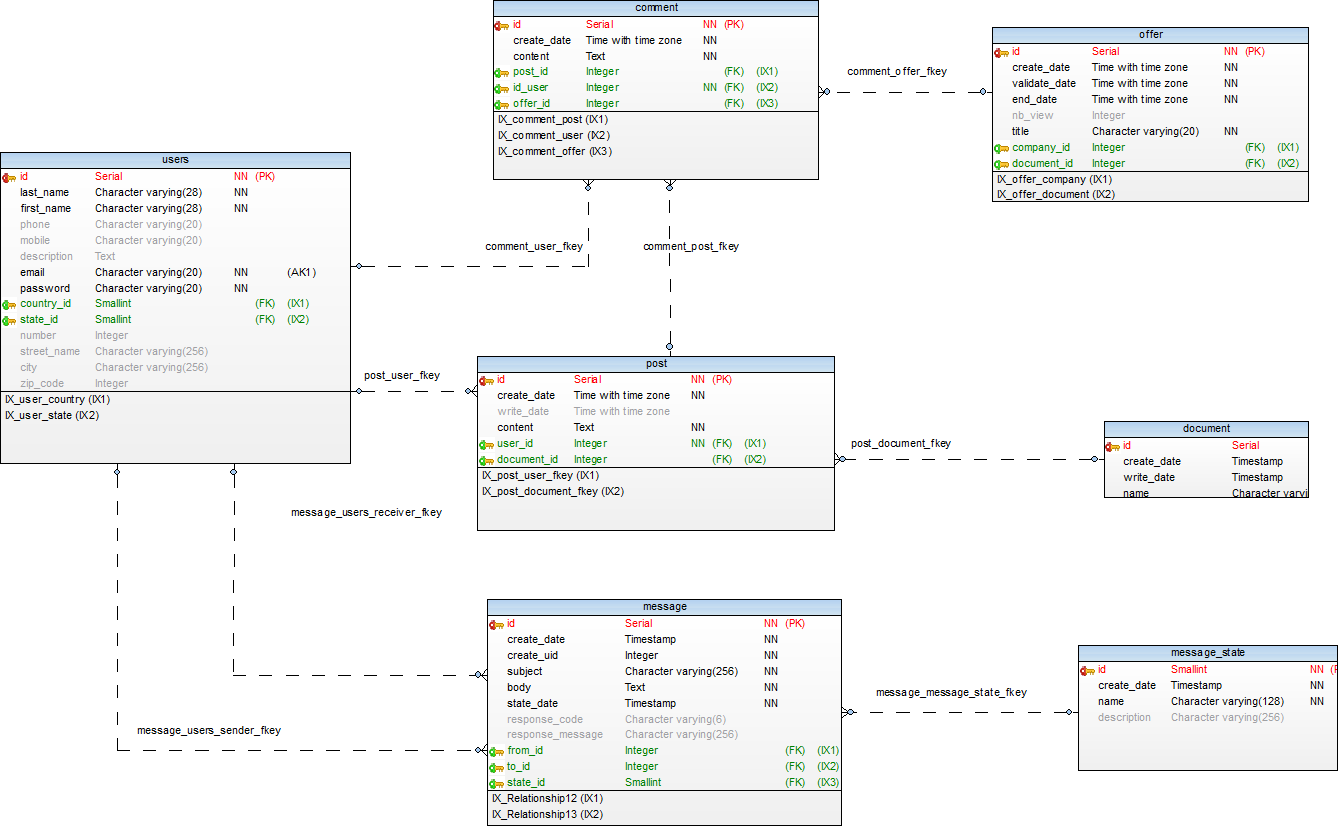 comment
id Serial NN (PK)
create_date Time with time zone NN
content Text NN
post_id Integer (FK) (IX1)
id_user Integer NN (FK) (IX2)
offer_id Integer (FK) (IX3)
IX_comment_post (IX1)
IX_comment_user (IX2)
IX_comment_offer (IX3)
comment_offer_fkey
offer
id Serial NN (PK)
create_date Time with time zone NN
validate_date Time with time zone NN
end_date Time with time zone NN
nb_view Integer
title Character varying(20) NN
company_id Integer (FK) (IX1)
document_id Integer (FK) (IX2)
IX_offer_company (IX1)
IX_offer_document (IX2)
users
id Serial NN (PK)
last_name Character varying(28) NN
first_name Character varying(28) NN
phone Character varying(20)
mobile Character varying(20)
description Text
email Character varying(20) NN (AK1)
password Character varying(20) NN
country_id Smallint (FK) (IX1)
state_id Smallint (FK) (IX2)
number Integer
street_name Character varying(256)
city Character varying(256)
zip_code Integer
IX_user_country (IX1)
IX_user_state (IX2)
comment_user_fkey
comment_post_fkey
post_user_fkey
post
id Serial NN (PK)
create_date Time with time zone NN
write_date Time with time zone
content Text NN
user_id Integer NN (FK) (IX1)
document_id Integer (FK) (IX2)
IX_post_user_fkey (IX1)
IX_post_document_fkey (IX2)
post_document_fkey
document
id Serial
create_date Timestamp
write_date Timestamp
name Character varyi
message_users_receiver_fkey
message_users_sender_fkey
message
id Serial NN (PK)
create_date Timestamp NN
create_uid Integer NN
subject Character varying(256) NN
body Text NN
state_date Timestamp NN
response_code Character varying(6)
response_message Character varying(256)
from_id Integer (FK) (IX1)
to_id Integer (FK) (IX2)
state_id Smallint (FK) (IX3)
IX_Relationship12 (IX1)
IX_Relationship13 (IX2)
message_message_state_fkey
message_state
id Smallint NN (P
create_date Timestamp NN
name Character varying(128) NN
description Character varying(256)